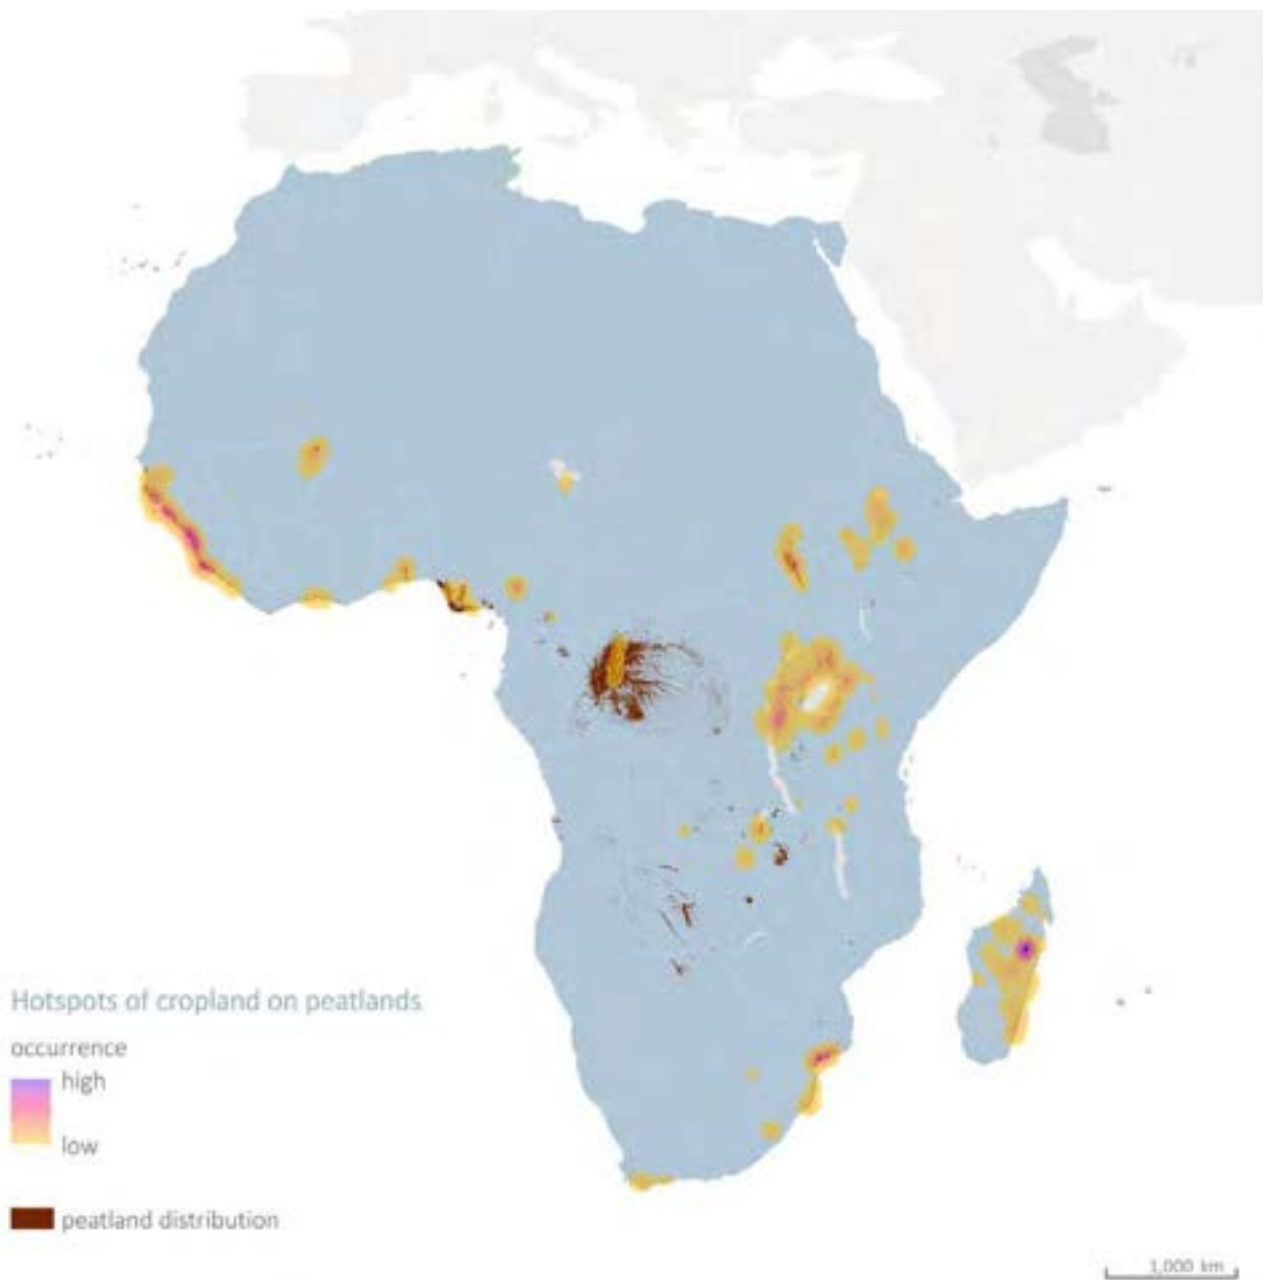 Hotspots of cropland on peatlands
occurrence
high
low
peatland distribution
1,000 km